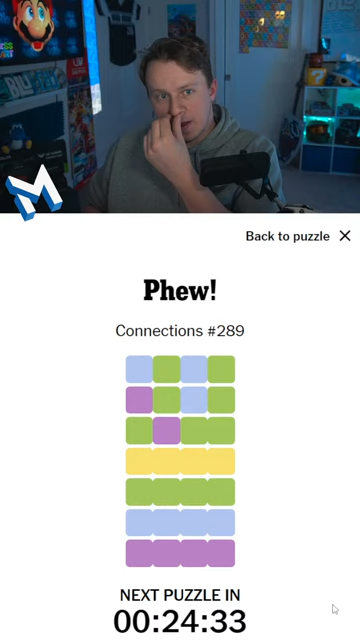 M
Back to puzzle X
Phew!
Connections #289
NEXT PUZZLE IN
00:24:33